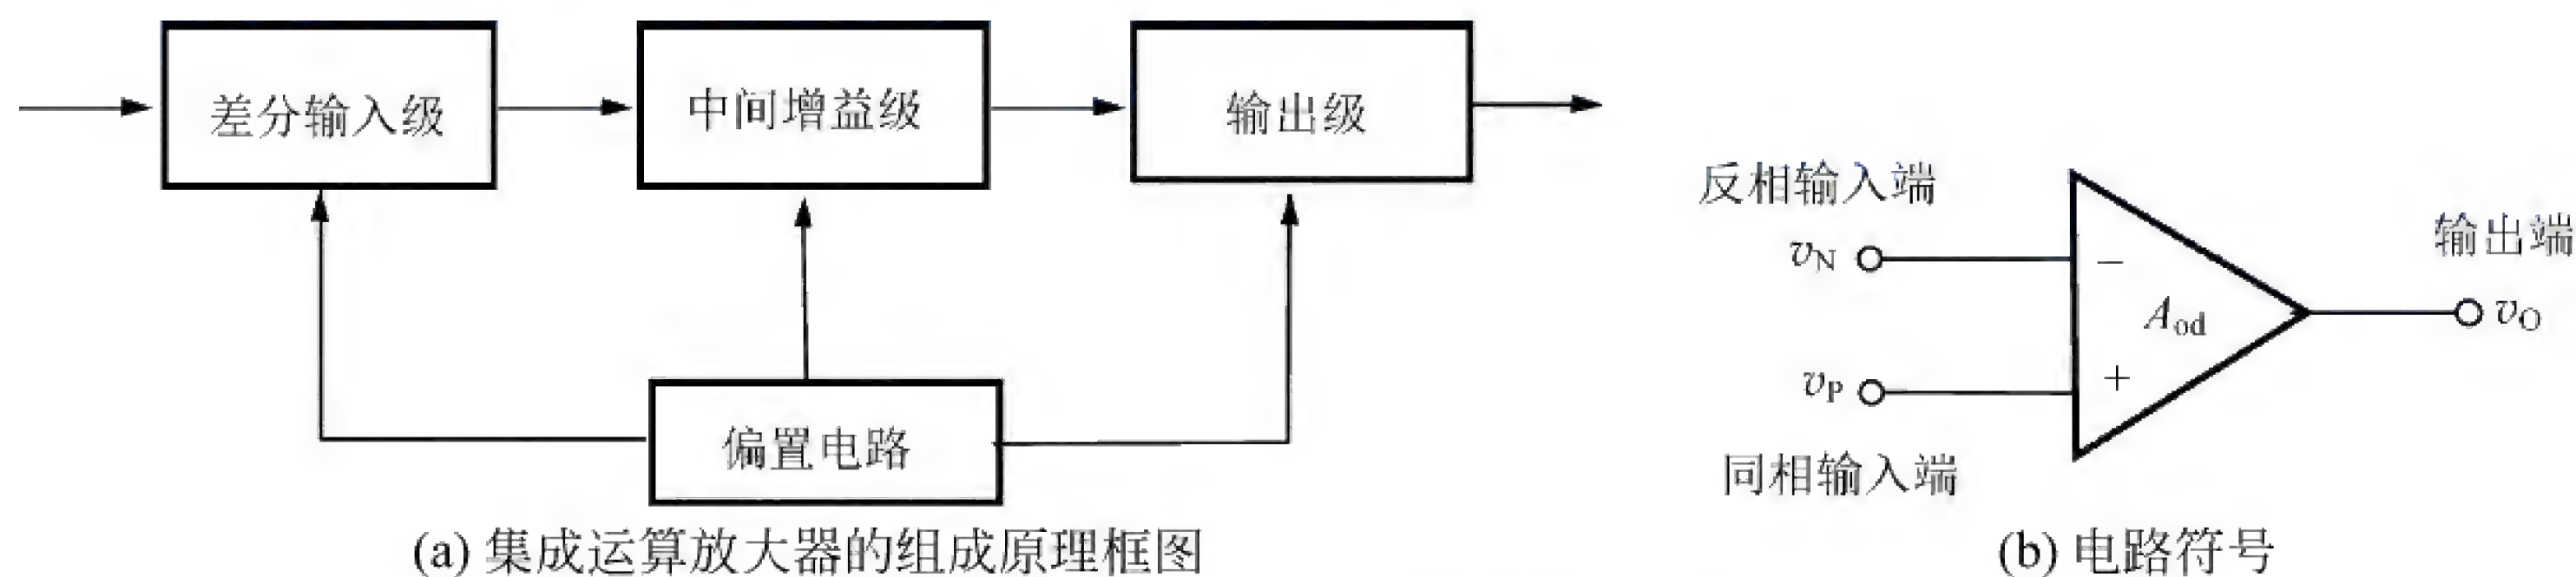 差分输入级
中间增益级
输出级
偏置电路
(a) 集成运算放大器的组成原理框图
反相输入端
vN
−
Aod
vP
+
同相输入端
输出端
vO
(b) 电路符号